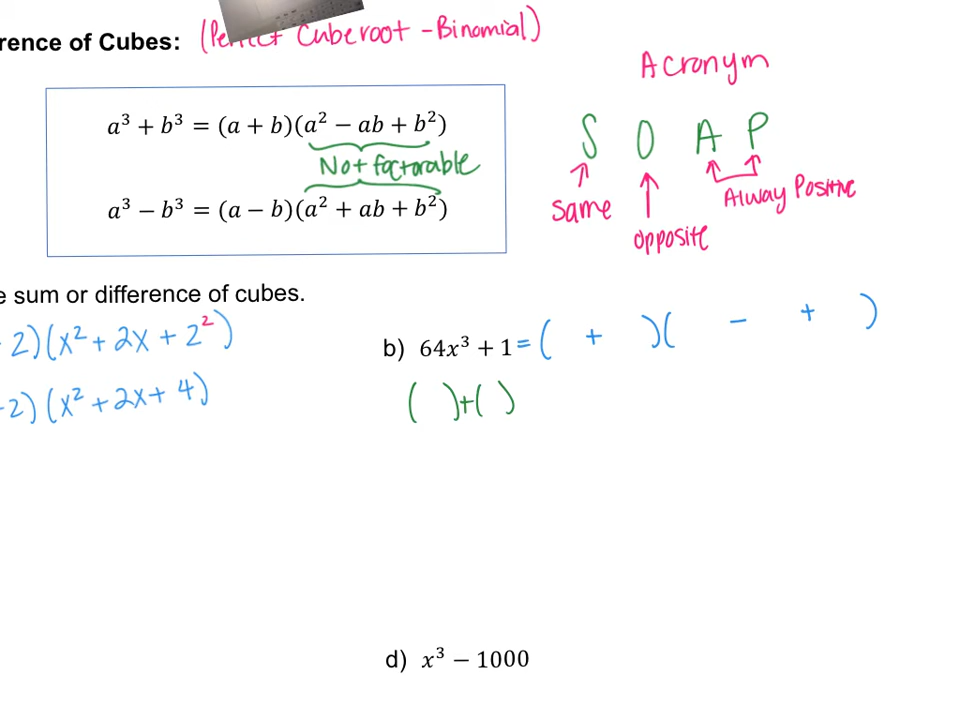 rence of Cubes: (Perfect Cuberoot - Binomial)
Acronym
a³ + b³ = (a + b)(a² − ab + b²)
S O A P
Not factorable
Same
Opposite
Alway Positive
a³ − b³ = (a − b)(a² + ab + b²)
e sum or difference of cubes.
2)(x² + 2x + 2²)
b) 64x³ + 1 = ( + )( - + )
-2)(x² + 2x + 4)
( )+( )
d) x³ − 1000